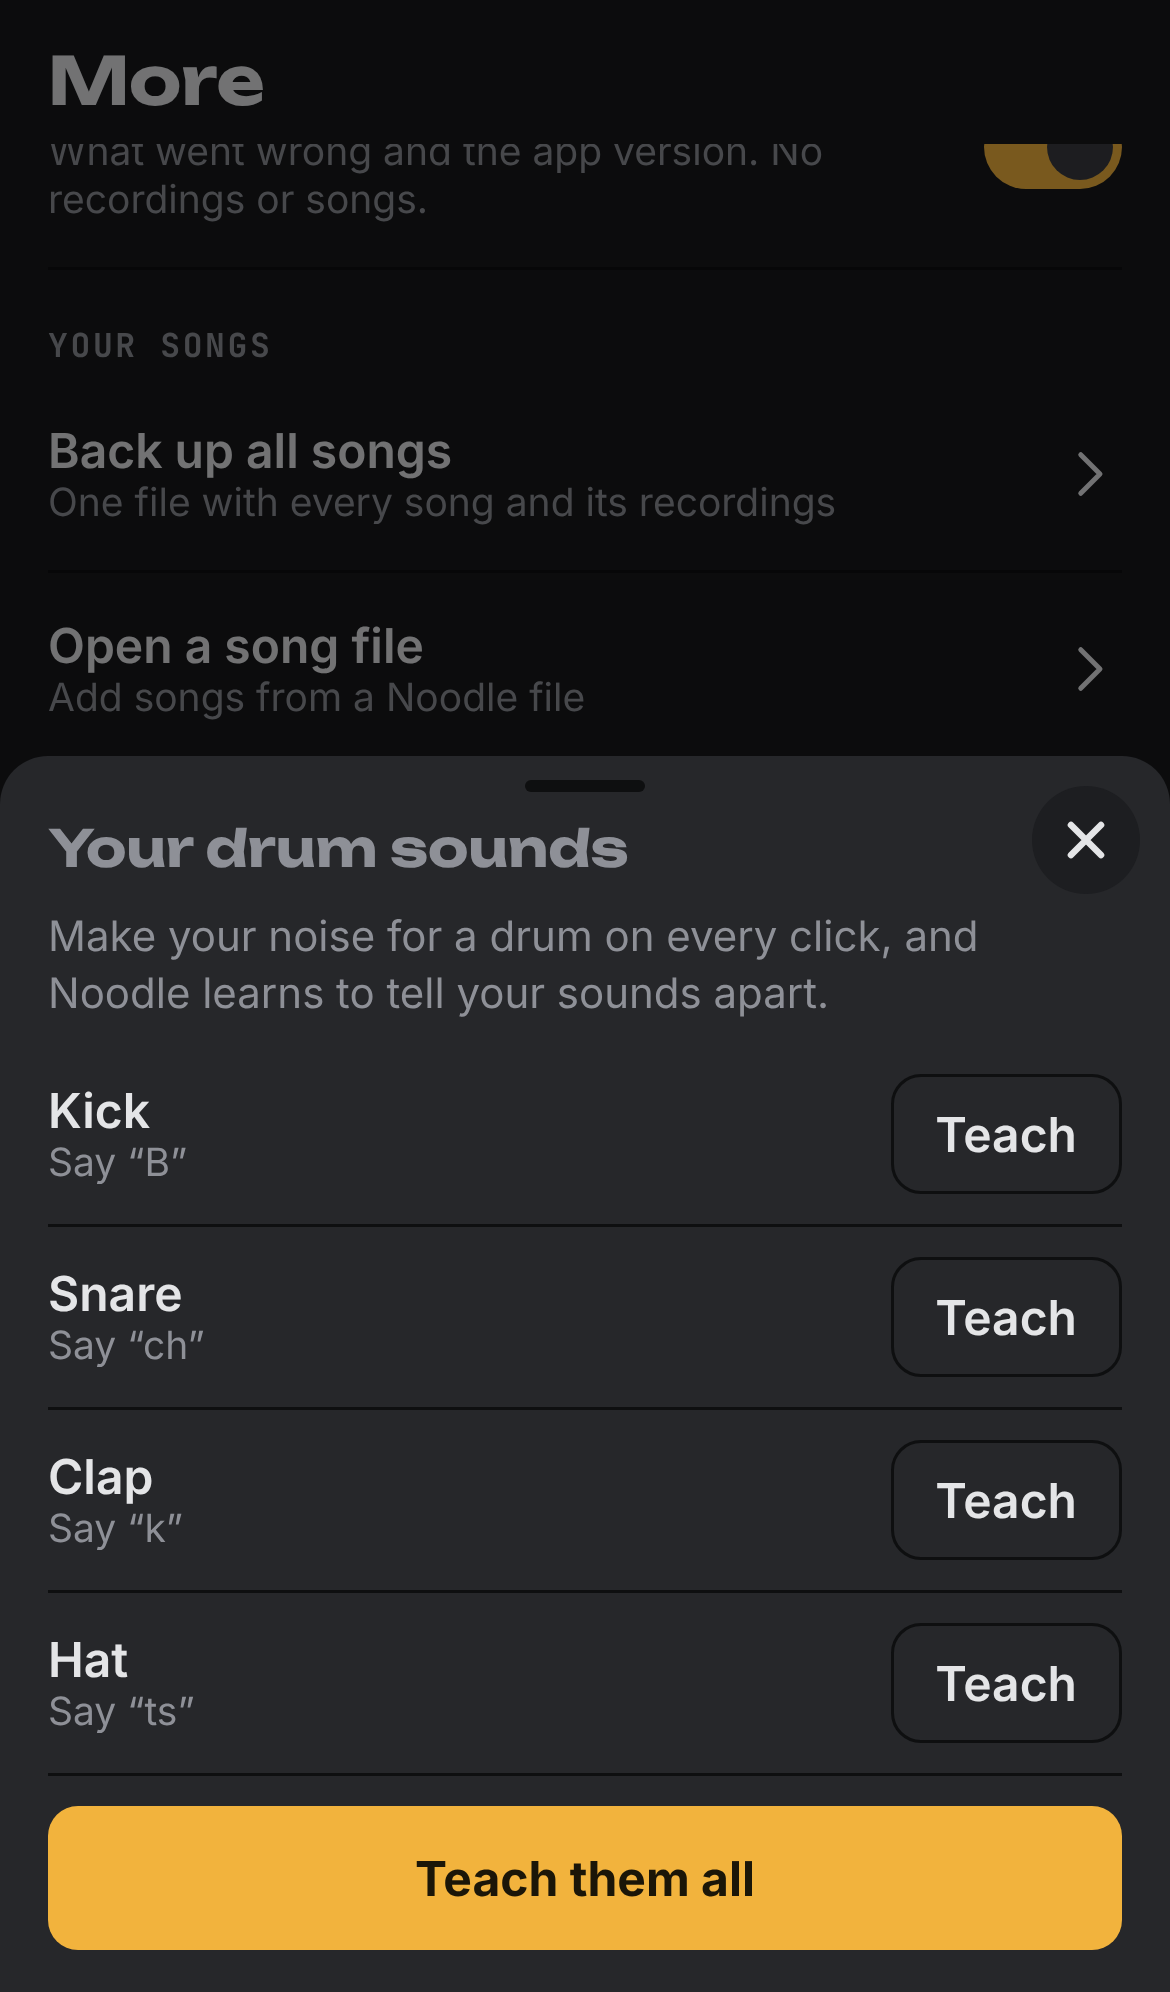 More
What went wrong and the app version. No
recordings or songs.
YOUR SONGS
Back up all songs
One file with every song and its recordings
Open a song file
Add songs from a Noodle file
Your drum sounds
Make your noise for a drum on every click, and
Noodle learns to tell your sounds apart.
Kick
Say “B”
Teach
Snare
Say “ch”
Teach
Clap
Say “k”
Teach
Hat
Say “ts”
Teach
Teach them all